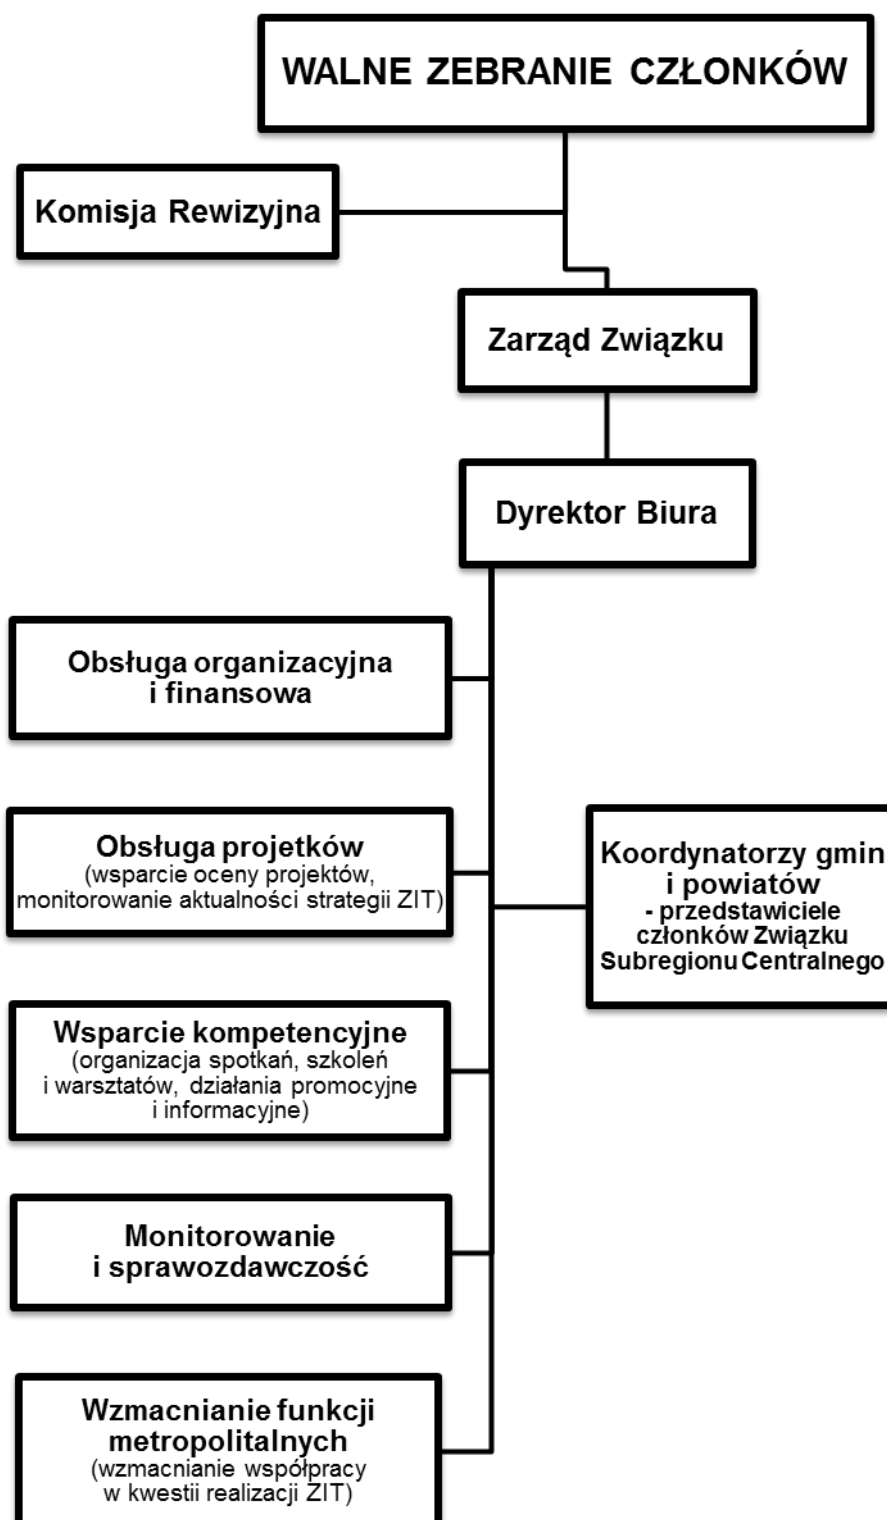 WALNE ZEBRANIE CZŁONKÓW
Komisja Rewizyjna
Zarząd Związku
Dyrektor Biura
Obsługa organizacyjna
i finansowa
Obsługa projetków
(wsparcie oceny projektów,
monitorowanie aktualności strategii ZIT)
Koordynatorzy gmin
i powiatów
- przedstawiciele
członków Związku
Subregionu Centralnego
Wsparcie kompetencyjne
(organizacja spotkań, szkoleń
i warsztatów, działania promocyjne
i informacyjne)
Monitorowanie
i sprawozdawczość
Wzmacnianie funkcji
metropolitalnych
(wzmacnianie współpracy
w kwestii realizacji ZIT)